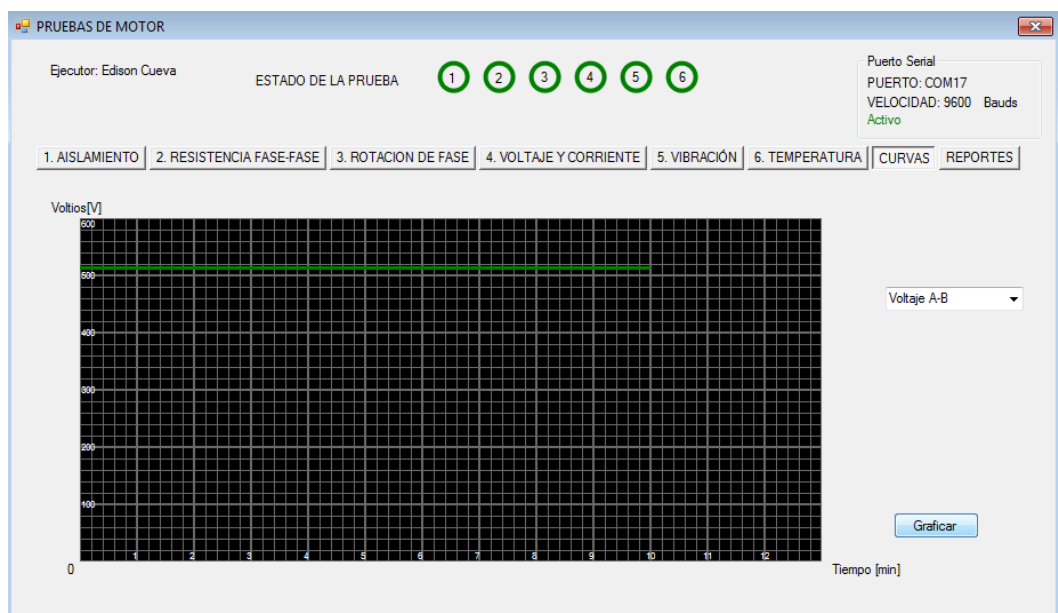 PRUEBAS DE MOTOR
Ejecutor: Edison Cueva
ESTADO DE LA PRUEBA
1 2 3 4 5 6
Puerto Serial
PUERTO: COM17
VELOCIDAD: 9600 Bauds
Activo
1. AISLAMIENTO 2. RESISTENCIA FASE-FASE 3. ROTACION DE FASE 4. VOLTAJE Y CORRIENTE 5. VIBRACIÓN 6. TEMPERATURA CURVAS REPORTES
Voltios[V]
600
500
400
300
200
100
1 2 3 4 5 6 7 8 9 10 11 12
0
Tiempo [min]
Voltaje A-B
Graficar